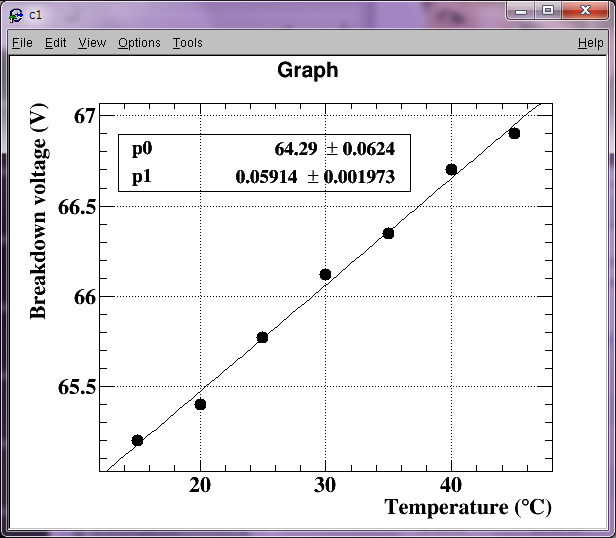 c1
File Edit View Options Tools Help
Graph
Breakdown voltage (V)
67
66.5
66
65.5
p0 64.29 ± 0.0624
p1 0.05914 ± 0.001973
20 30 40
Temperature (°C)